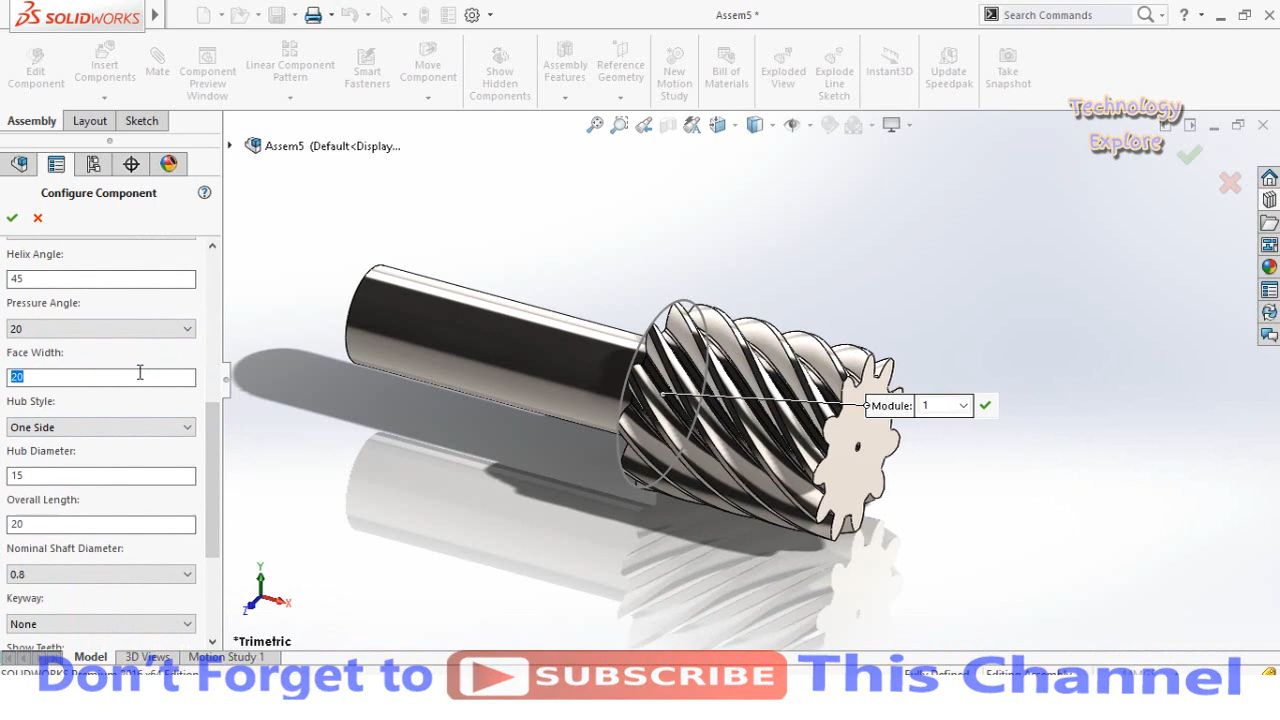 SOLIDWORKS
Assem5 *
Search Commands
?
Edit Component
Insert Components
Mate
Component Preview Window
Linear Component Pattern
Smart Fasteners
Move Component
Show Hidden Components
Assembly Features
Reference Geometry
New Motion Study
Bill of Materials
Exploded View
Explode Line Sketch
Instant3D
Update Speedpak
Take Snapshot
Technology
Explore
Assembly
Layout
Sketch
Assem5 (Default<Display...
Configure Component
?
Helix Angle:
45
Pressure Angle:
20
Face Width:
20
Hub Style:
One Side
Hub Diameter:
15
Overall Length:
20
Nominal Shaft Diameter:
0.8
Keyway:
None
Show Teeth:
Module: 1
Y
X
Z
*Trimetric
Model
3D Views
Motion Study 1
Don't Forget to SUBSCRIBE This Channel